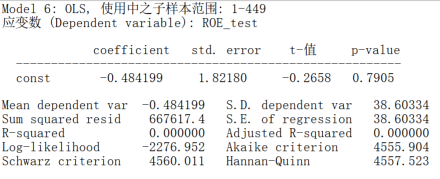 Model 6: OLS, 使用中之子样本范围: 1-449
应变数 (Dependent variable): ROE_test
coefficient std. error t-值 p-value
const -0.484199 1.82180 -0.2658 0.7905
Mean dependent var -0.484199 S.D. dependent var 38.60334
Sum squared resid 667617.4 S.E. of regression 38.60334
R-squared 0.000000 Adjusted R-squared 0.000000
Log-likelihood -2276.952 Akaike criterion 4555.904
Schwarz criterion 4560.011 Hannan-Quinn 4557.523